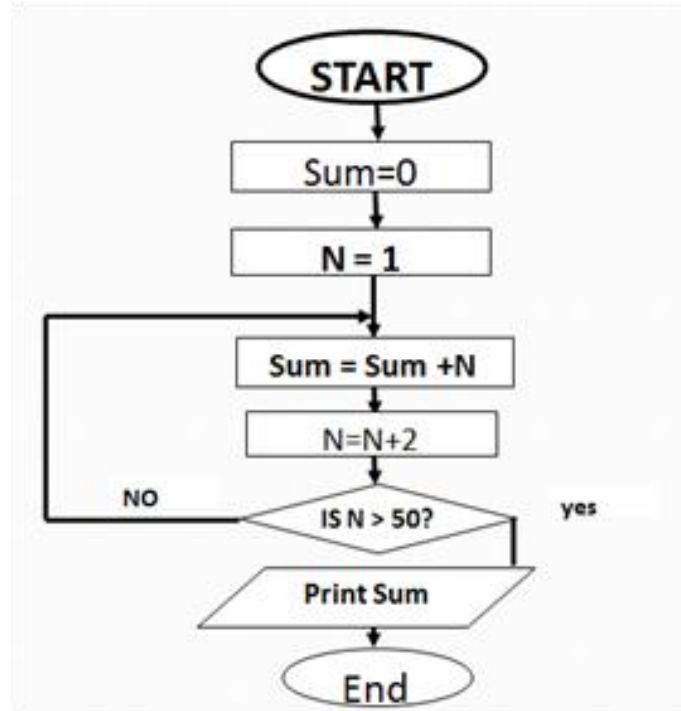 START
Sum=0
N = 1
Sum = Sum +N
N=N+2
NO
IS N > 50?
yes
Print Sum
End